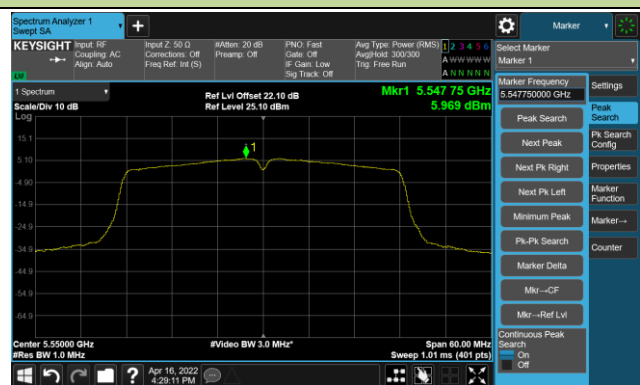 Spectrum Analyzer 1
Swept SA
+
Marker
KEYSIGHT
Input: RF
Coupling: AC
Align: Auto
Input Z: 50 Ω
Corrections: Off
Freq Ref: Int (S)
#Atten: 20 dB
Preamp: Off
PNO: Fast
Gate: Off
IF Gain: Low
Sig Track: Off
Avg Type: Power (RMS)
Avg|Hold: 300/300
Trig: Free Run
1 2 3 4 5 6
A W W W W W
A N N N N N
LXI
Select Marker
Marker 1
1 Spectrum
Scale/Div 10 dB
Log
Ref Lvl Offset 22.10 dB
Ref Level 25.10 dBm
Mkr1 5.547 75 GHz
5.969 dBm
15.1
5.10
-4.90
-14.9
-24.9
-34.9
-44.9
-54.9
-64.9
1
Center 5.55000 GHz
#Res BW 1.0 MHz
#Video BW 3.0 MHz*
Span 60.00 MHz
Sweep 1.01 ms (401 pts)
Marker Frequency
5.547750000 GHz
Peak Search
Next Peak
Next Pk Right
Next Pk Left
Minimum Peak
Pk-Pk Search
Marker Delta
Mkr→CF
Mkr→Ref Lvl
Continuous Peak
Search
On
Off
Settings
Peak
Search
Pk Search
Config
Properties
Marker
Function
Marker→
Counter
?
Apr 16, 2022
4:29:11 PM